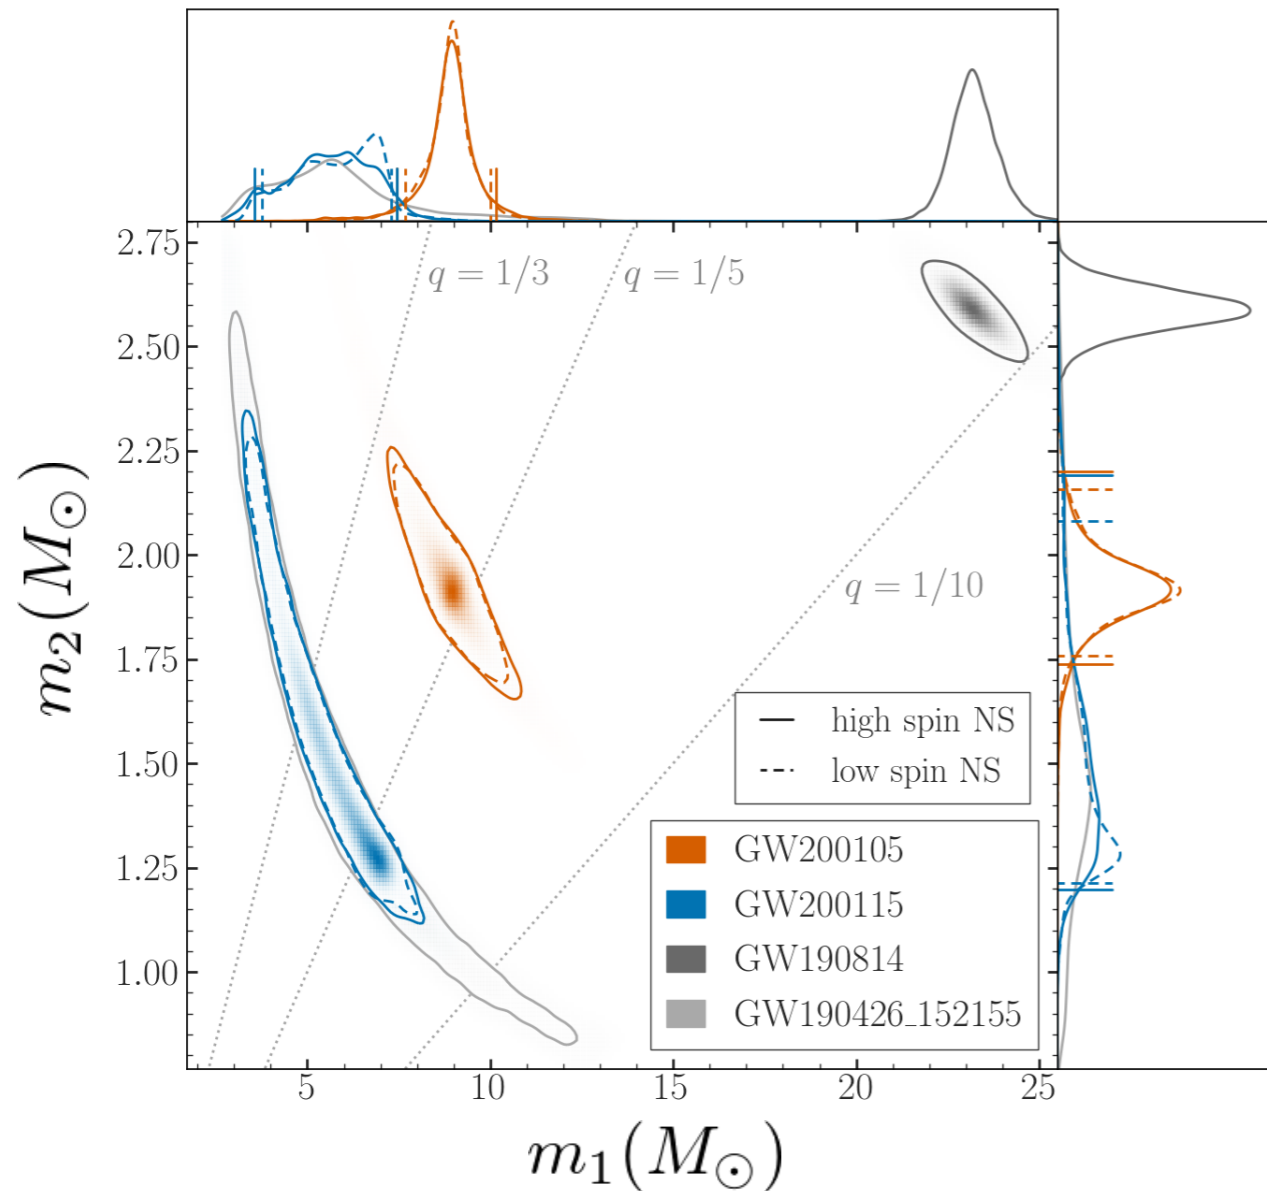 2.75
2.50
2.25
2.00
1.75
1.50
1.25
1.00
m₂(M⊙)
q = 1/3
q = 1/5
q = 1/10
high spin NS
low spin NS
GW200105
GW200115
GW190814
GW190426_152155
5 10 15 20 25
m₁(M⊙)